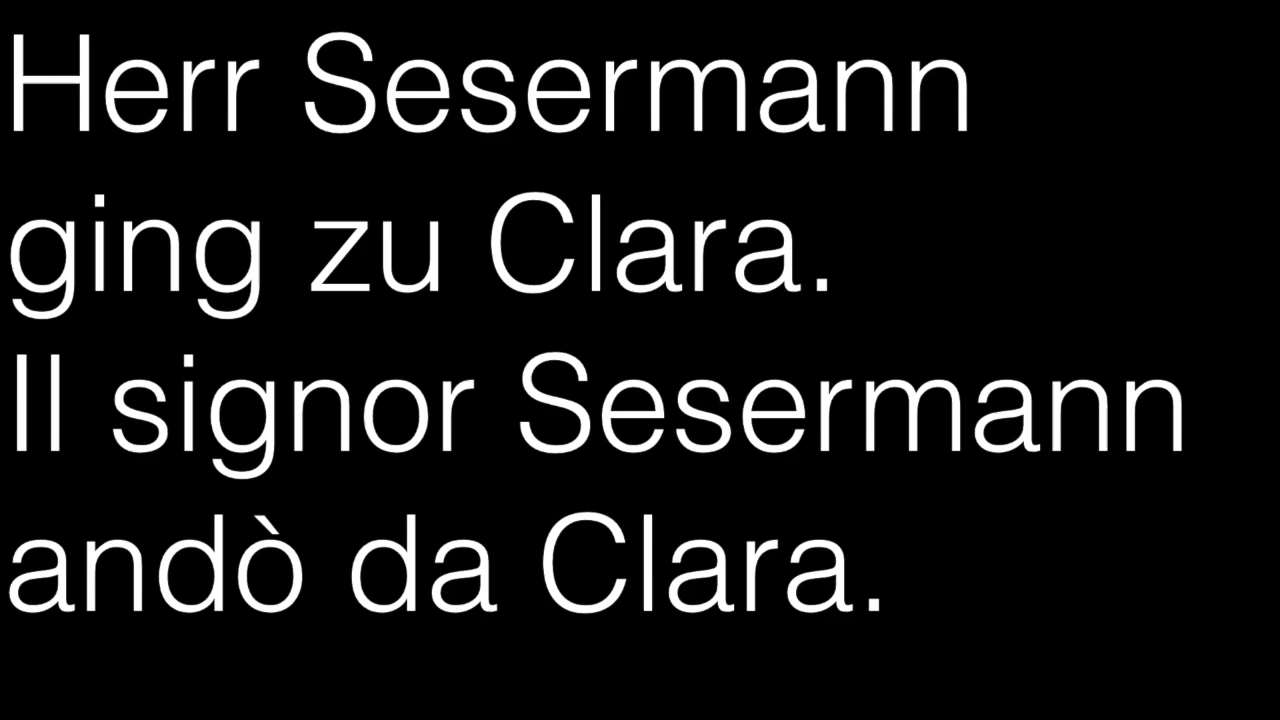 Herr Sesermann
ging zu Clara.
Il signor Sesermann
andò da Clara.